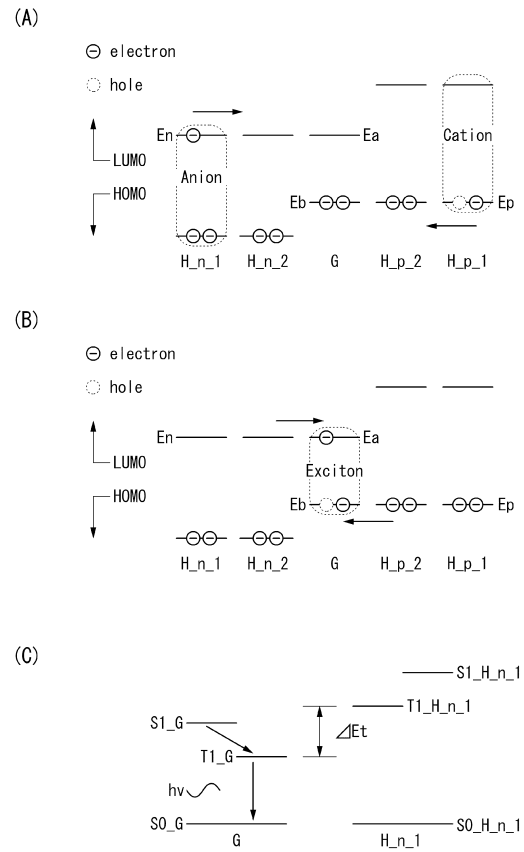 (A)
electron
hole
En Ea Cation
LUMO Anion
HOMO
Eb Ep
H_n_1 H_n_2 G H_p_2 H_p_1
(B)
electron
hole
En Ea
LUMO Exciton
HOMO
Eb Ep
H_n_1 H_n_2 G H_p_2 H_p_1
(C)
S1_H_n_1
T1_H_n_1
S1_G
⊿Et
T1_G
hν
S0_G S0_H_n_1
G H_n_1